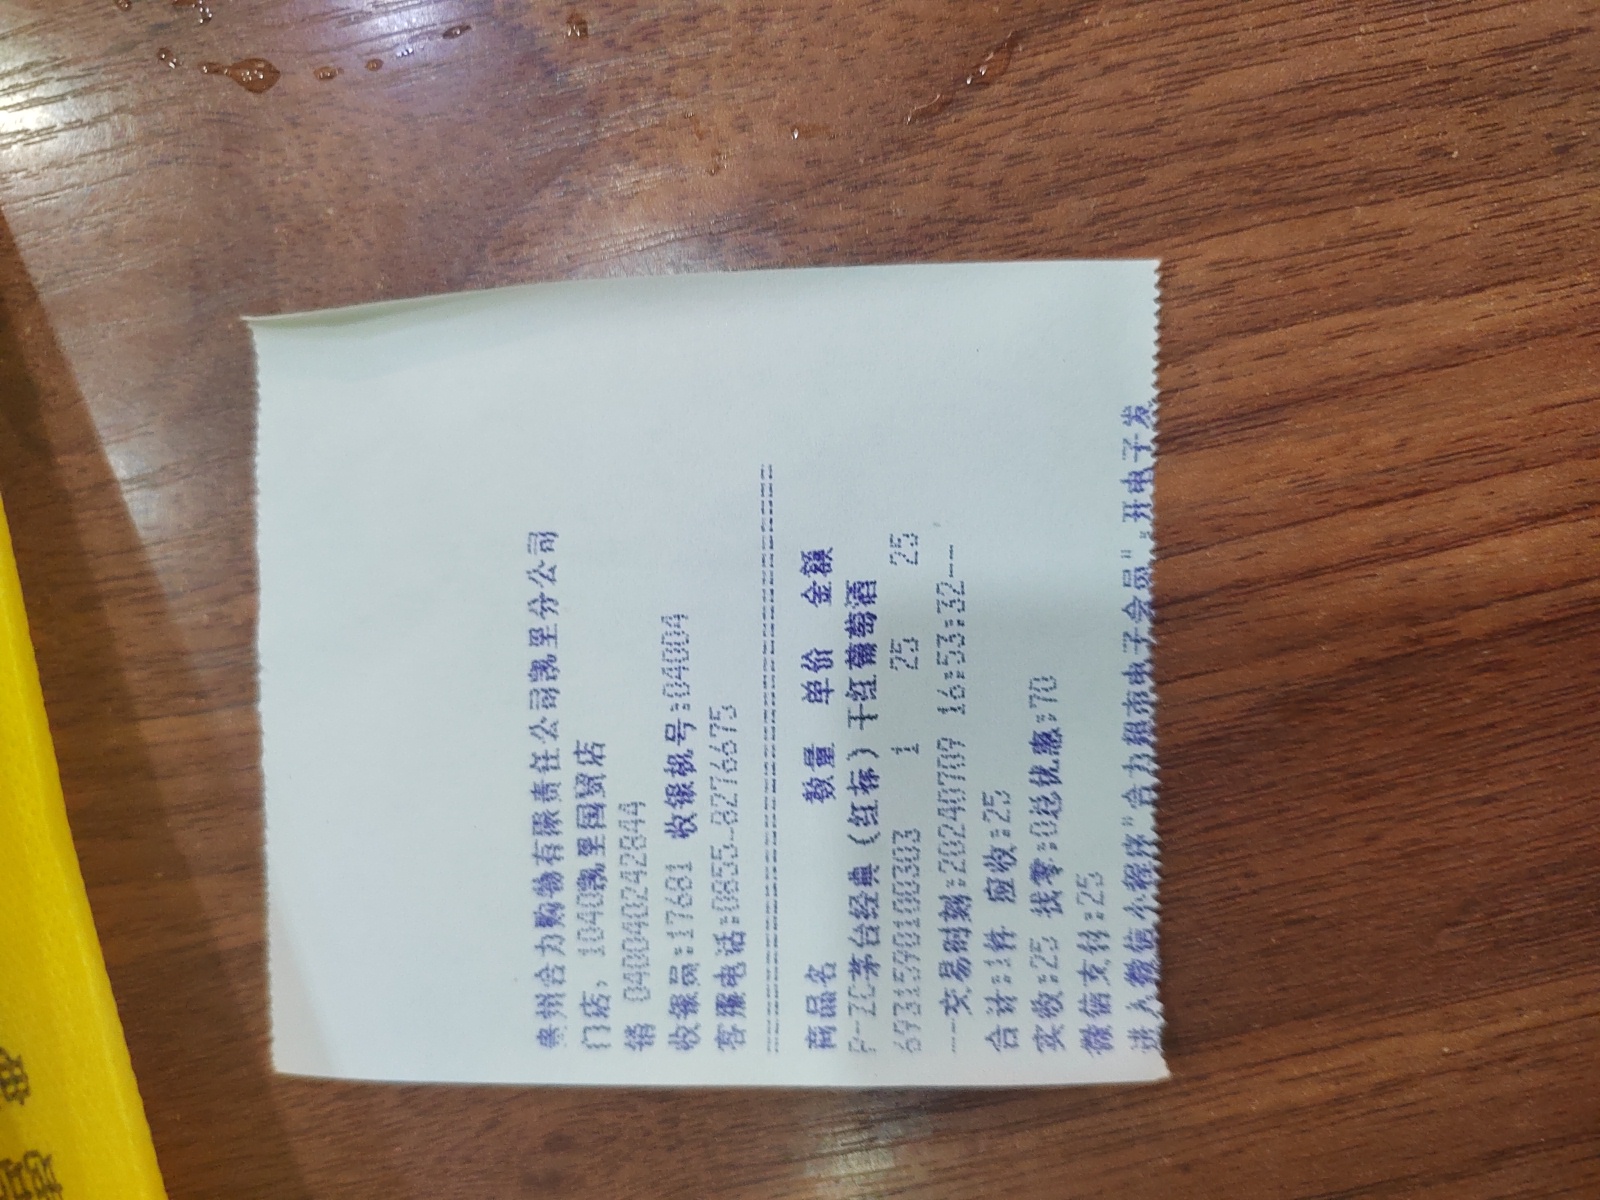 贵州合力购物有限责任公司凯里分公司
门店: 1040凯里国贸店
销 04004024284​4
收银员:17681 收银机号:04004
客服电话:0855-8276675
商品名 数量 单价 金额
P-ZC茅台经典(红标)干红葡萄酒
6931590100303 1 25 25
---交易时刻:20240709 16:53:32---
合计:1件 应收:25
实收:25 找零:0总优惠:70
微信支付:25
进入微信小程序"合力超市电子会员",开电子发